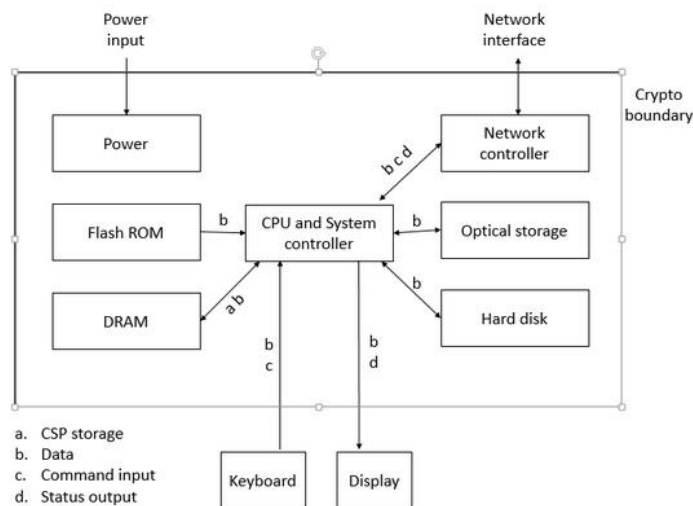 Power
input
Network
interface
Crypto
boundary
Power
Network
controller
b c d
Flash ROM
b
CPU and System
controller
b
Optical storage
a b
b
DRAM
Hard disk
b
c
b
d
a. CSP storage
b. Data
c. Command input
d. Status output
Keyboard
Display